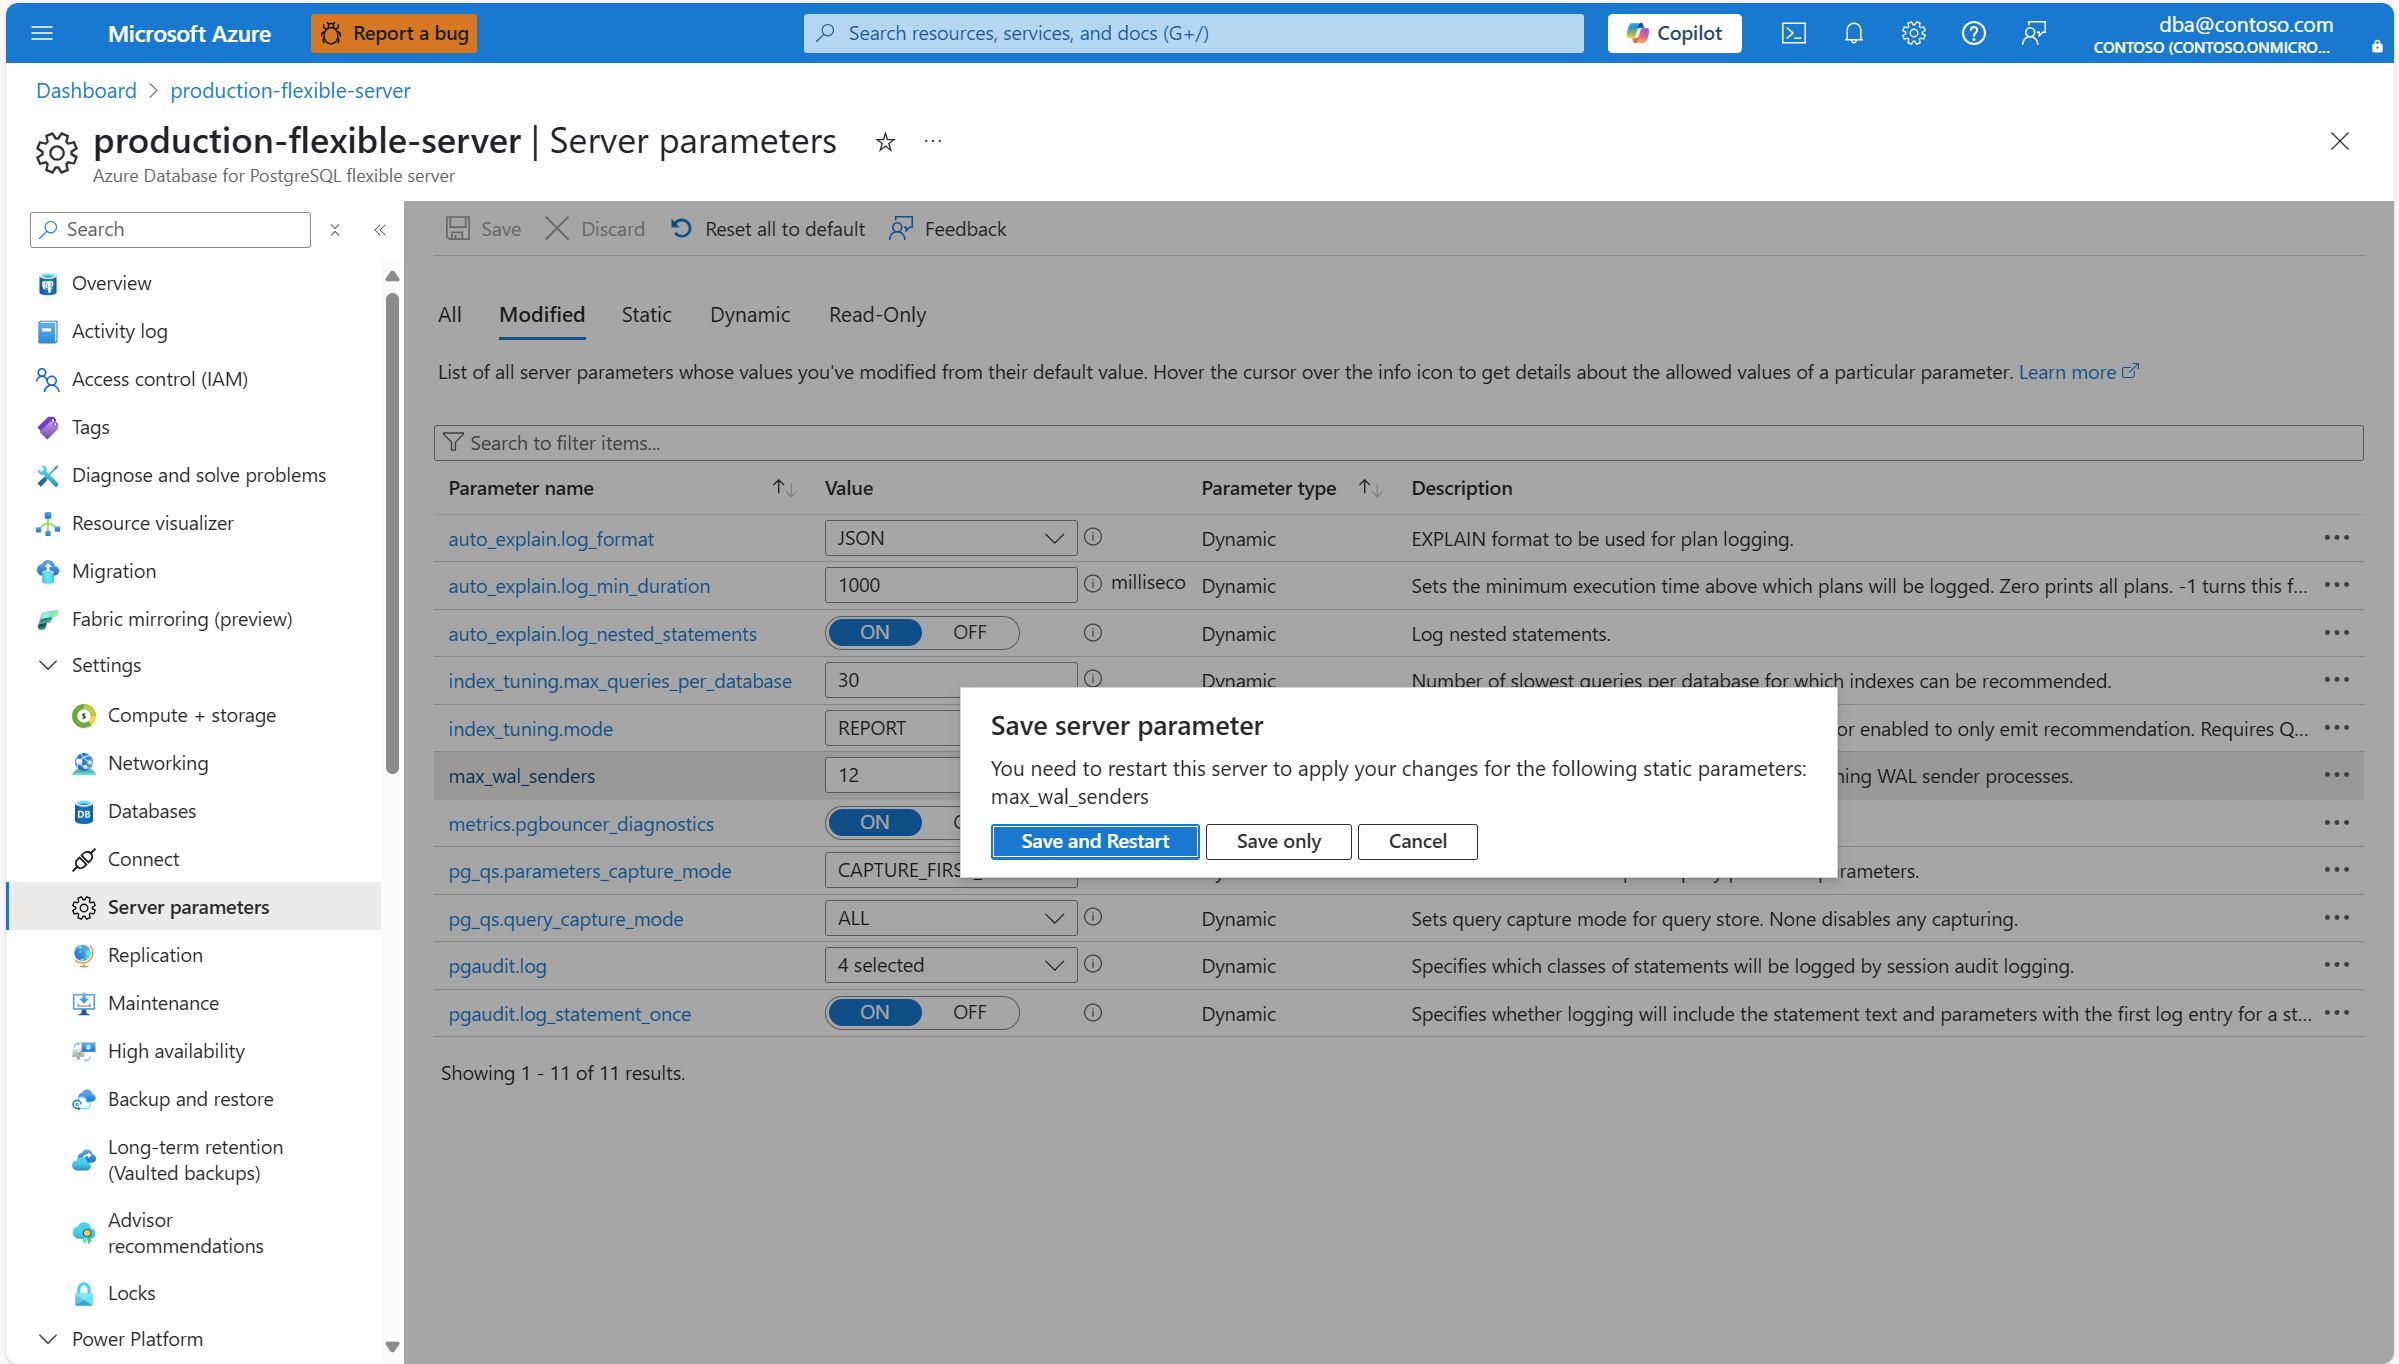 Microsoft Azure
Report a bug
Search resources, services, and docs (G+/)
Copilot
dba@contoso.com
CONTOSO (CONTOSO.ONMICRO...
Dashboard > production-flexible-server
production-flexible-server | Server parameters
Azure Database for PostgreSQL flexible server
Search
Overview
Activity log
Access control (IAM)
Tags
Diagnose and solve problems
Resource visualizer
Migration
Fabric mirroring (preview)
Settings
Compute + storage
Networking
Databases
Connect
Server parameters
Replication
Maintenance
High availability
Backup and restore
Long-term retention
(Vaulted backups)
Advisor
recommendations
Locks
Power Platform
Save Discard Reset all to default Feedback
All Modified Static Dynamic Read-Only
List of all server parameters whose values you've modified from their default value. Hover the cursor over the info icon to get details about the allowed values of a particular parameter. Learn more
Search to filter items...
Parameter name Value Parameter type Description
auto_explain.log_format JSON Dynamic EXPLAIN format to be used for plan logging.
auto_explain.log_min_duration 1000 milliseco Dynamic Sets the minimum execution time above which plans will be logged. Zero prints all plans. -1 turns this f...
auto_explain.log_nested_statements ON OFF Dynamic Log nested statements.
index_tuning.max_queries_per_database 30 Dynamic Number of slowest queries per database for which indexes can be recommended.
index_tuning.mode REPORT or enabled to only emit recommendation. Requires Q...
max_wal_senders 12 ning WAL sender processes.
metrics.pgbouncer_diagnostics ON
pg_qs.parameters_capture_mode CAPTURE_FIRS rameters.
pg_qs.query_capture_mode ALL Dynamic Sets query capture mode for query store. None disables any capturing.
pgaudit.log 4 selected Dynamic Specifies which classes of statements will be logged by session audit logging.
pgaudit.log_statement_once ON OFF Dynamic Specifies whether logging will include the statement text and parameters with the first log entry for a st...
Showing 1 - 11 of 11 results.
Save server parameter
You need to restart this server to apply your changes for the following static parameters:
max_wal_senders
Save and Restart Save only Cancel